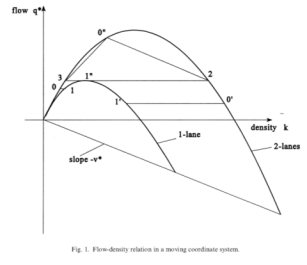 flow q*
0*
3
1*
2
0
1
1'
0'
density k
1-lane
slope -v*
2-lanes
Fig. 1. Flow-density relation in a moving coordinate system.